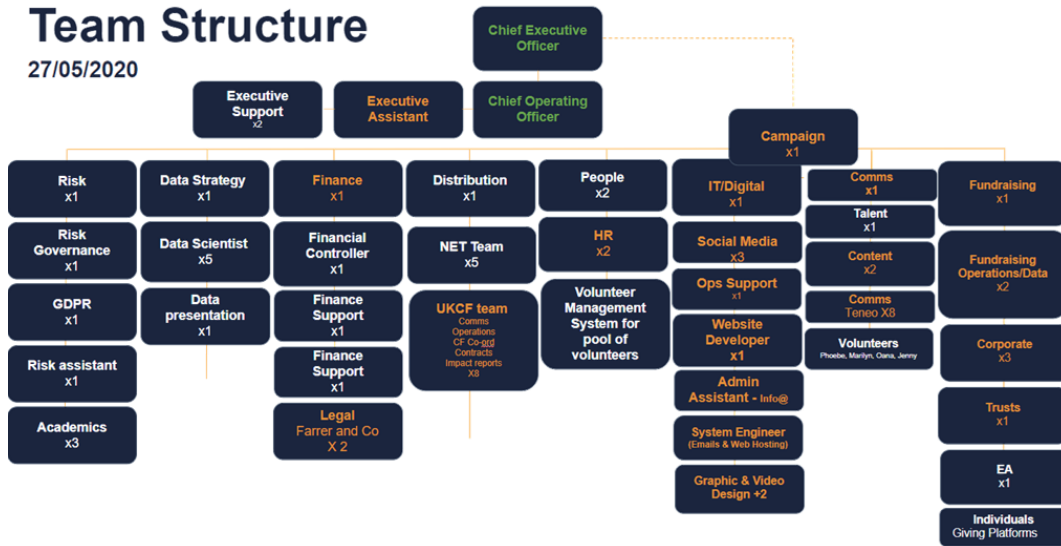 Team Structure
27/05/2020
Chief Executive
Officer
Executive
Support
x2
Executive
Assistant
Chief Operating
Officer
Campaign
x1
Risk
x1
Risk
Governance
x1
GDPR
x1
Risk assistant
x1
Academics
x3
Data Strategy
x1
Data Scientist
x5
Data
presentation
x1
Finance
x1
Financial
Controller
x1
Finance
Support
x1
Finance
Support
x1
Legal
Farrer and Co
X 2
Distribution
x1
NET Team
x5
UKCF team
Comms
Operations
CF Co-ord
Contracts
Impact reports
X8
People
x2
HR
x2
Volunteer
Management
System for
pool of
volunteers
IT/Digital
x1
Social Media
x3
Ops Support
x1
Website
Developer
x1
Admin
Assistant - Info@
System Engineer
(Emails & Web Hosting)
Graphic & Video
Design +2
Comms
x1
Talent
x1
Content
x2
Comms
Teneo X8
Volunteers
Phoebe, Marilyn, Oana, Jenny
Fundraising
x1
Fundraising
Operations/Data
x2
Corporate
x3
Trusts
x1
EA
x1
Individuals
Giving Platforms